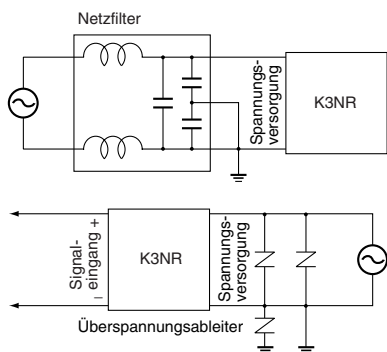 Netzfilter
Spannungs-
versorgung
K3NR
Signal-
eingang +
–
K3NR
Spannungs-
versorgung
Überspannungsableiter